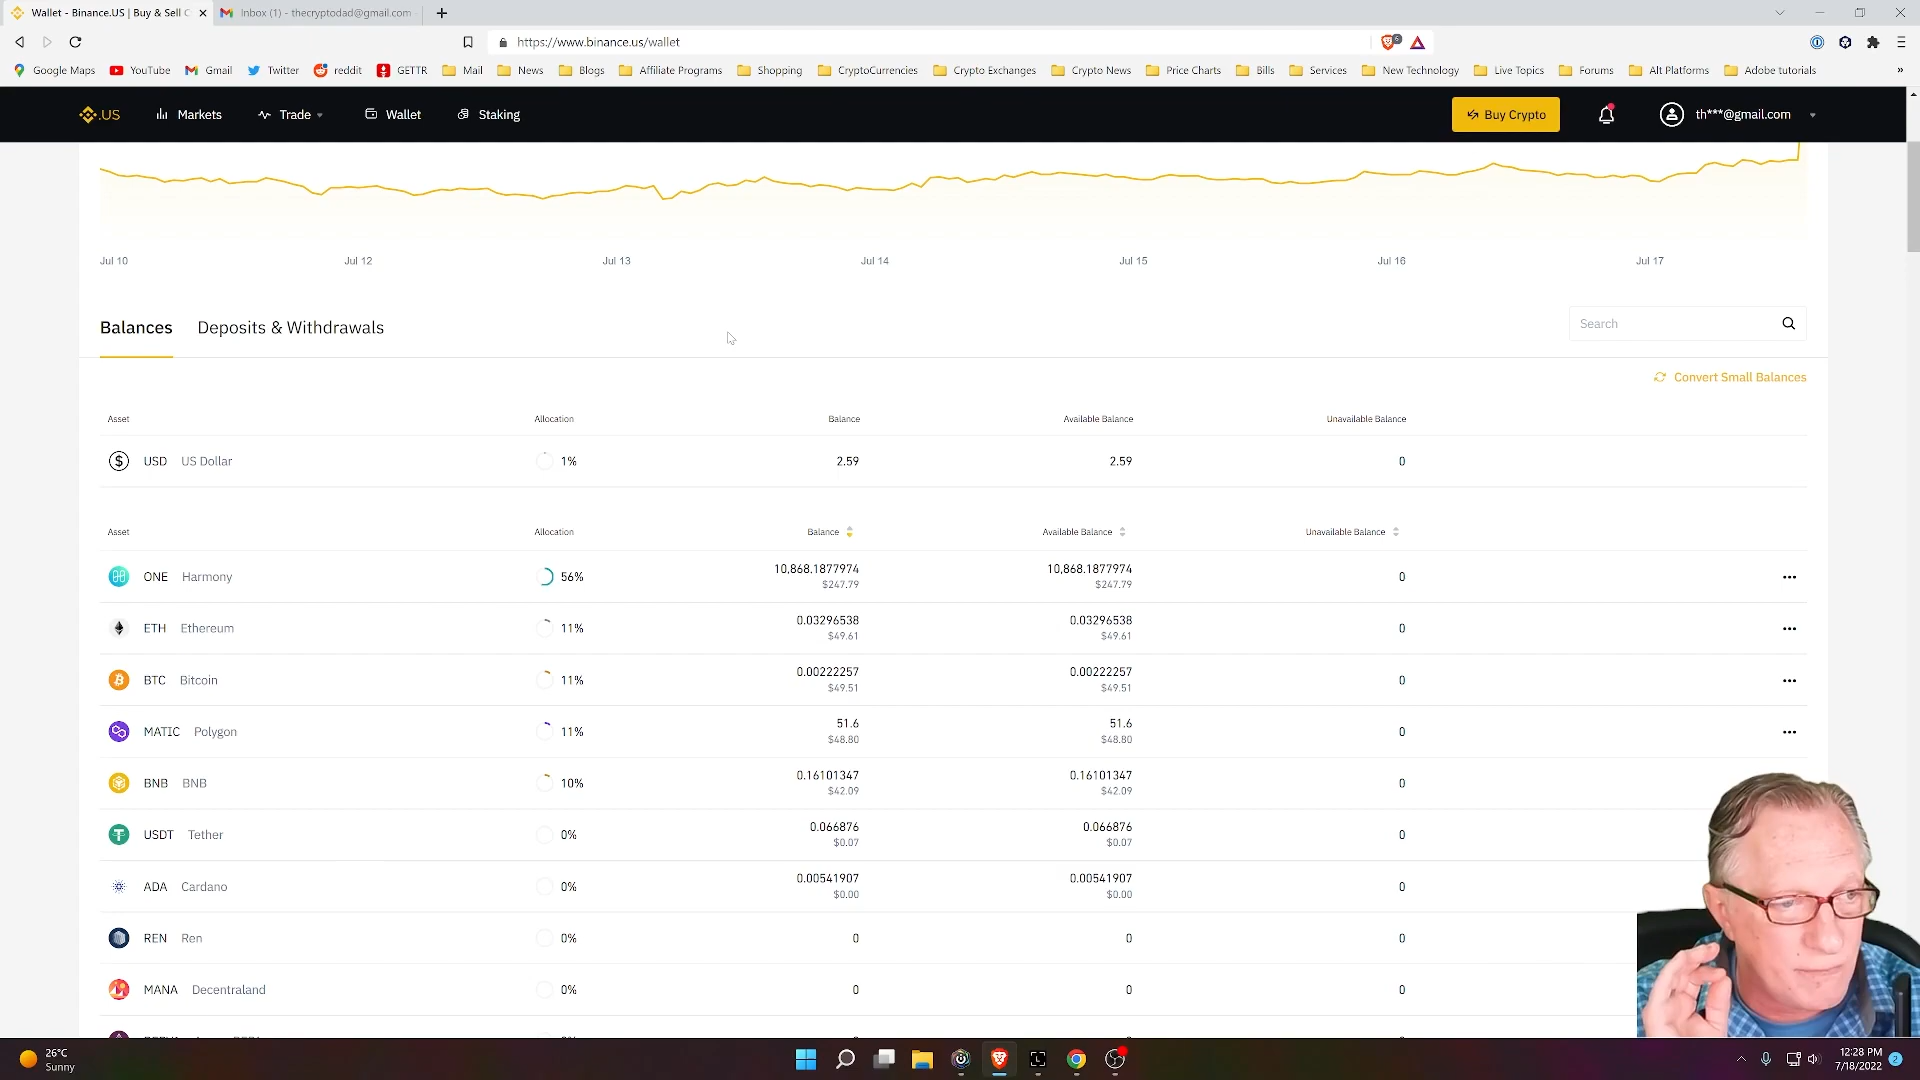 Wallet - Binance.US | Buy & Sell C
Inbox (1) - thecryptodad@gmail.com
https://www.binance.us/wallet
6
Google Maps YouTube Gmail Twitter reddit GETTR Mail News Blogs Affiliate Programs Shopping CryptoCurrencies Crypto Exchanges Crypto News Price Charts Bills Services New Technology Live Topics Forums Alt Platforms Adobe tutorials »
.US Markets Trade Wallet Staking Buy Crypto th***@gmail.com
Jul 10 Jul 12 Jul 13 Jul 14 Jul 15 Jul 16 Jul 17
Balances Deposits & Withdrawals Search
Convert Small Balances
Asset Allocation Balance Available Balance Unavailable Balance
USD US Dollar 1% 2.59 2.59 0
Asset Allocation Balance Available Balance Unavailable Balance
ONE Harmony 56% 10,868.1877974 10,868.1877974 0
$247.79 $247.79
ETH Ethereum 11% 0.03296538 0.03296538 0
$49.61 $49.61
BTC Bitcoin 11% 0.00222257 0.00222257 0
$49.51 $49.51
MATIC Polygon 11% 51.6 51.6 0
$48.80 $48.80
BNB BNB 10% 0.16101347 0.16101347 0
$42.09 $42.09
USDT Tether 0% 0.066876 0.066876 0
$0.07 $0.07
ADA Cardano 0% 0.00541907 0.00541907 0
$0.00 $0.00
REN Ren 0% 0 0 0
MANA Decentraland 0% 0 0 0
26°C
Sunny
12:28 PM
7/18/2022
2